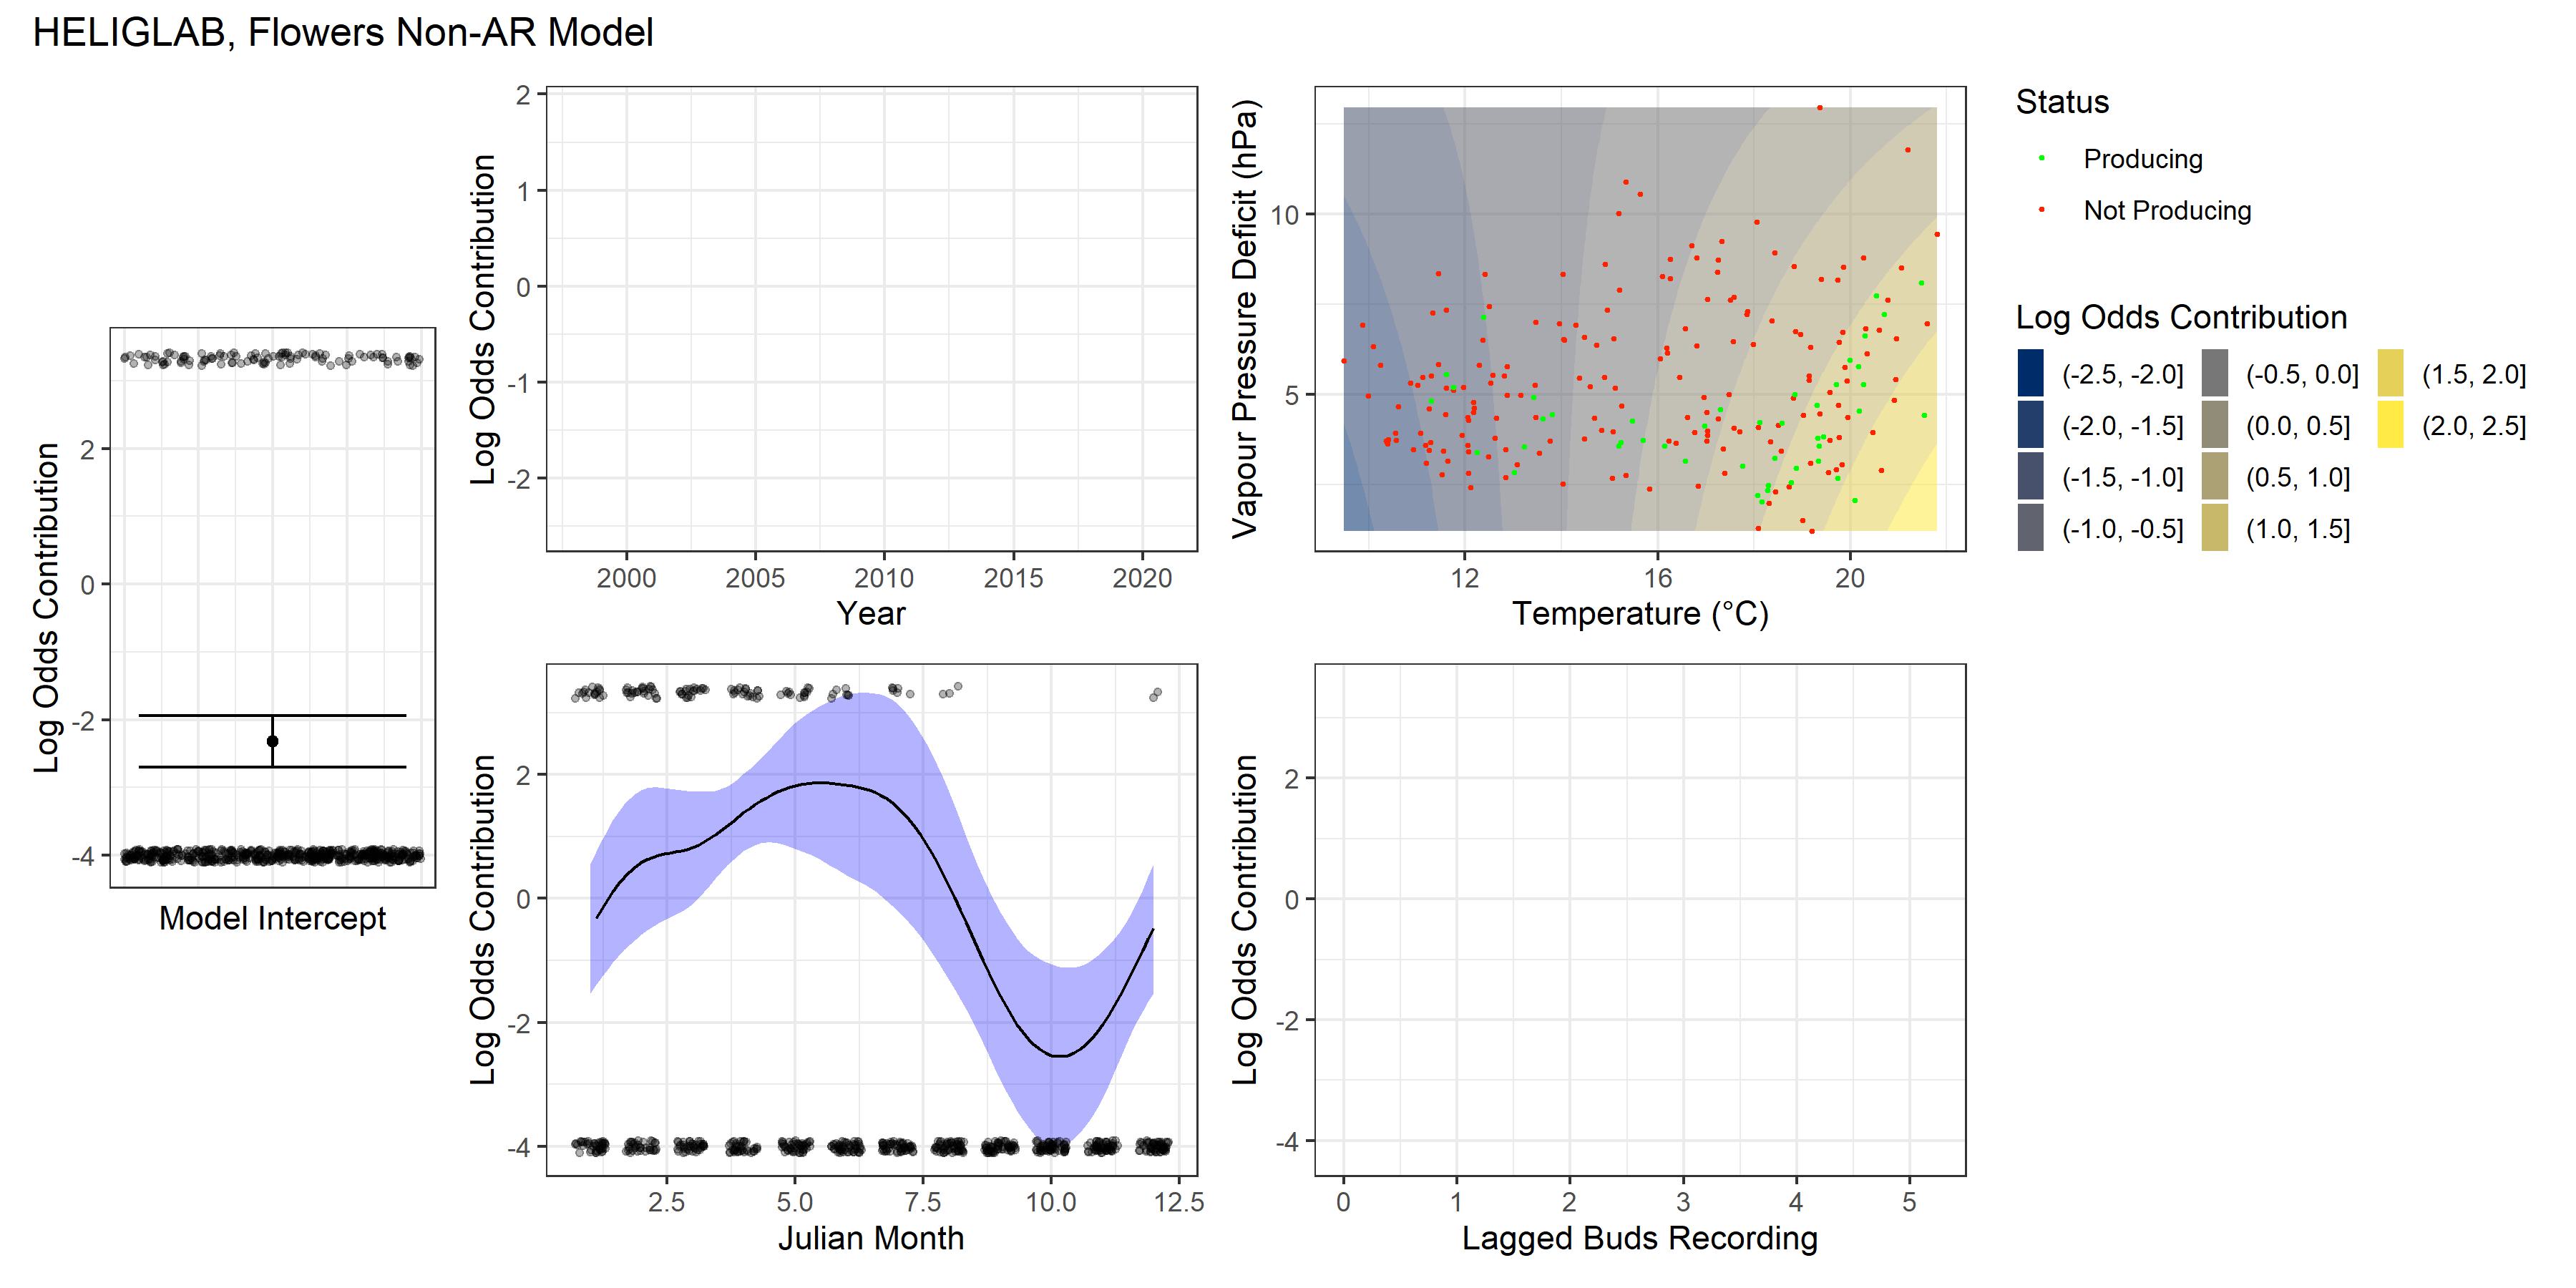 HELIGLAB, Flowers Non-AR Model
Log Odds Contribution
2
0
-2
-4
Model Intercept
Log Odds Contribution
2
1
0
-1
-2
2000 2005 2010 2015 2020
Year
Vapour Pressure Deficit (hPa)
10
5
12 16 20
Temperature (°C)
Status
Producing
Not Producing
Log Odds Contribution
(-2.5, -2.0] (-0.5, 0.0] (1.5, 2.0]
(-2.0, -1.5] (0.0, 0.5] (2.0, 2.5]
(-1.5, -1.0] (0.5, 1.0]
(-1.0, -0.5] (1.0, 1.5]
Log Odds Contribution
2
0
-2
-4
2.5 5.0 7.5 10.0 12.5
Julian Month
Log Odds Contribution
2
0
-2
-4
0 1 2 3 4 5
Lagged Buds Recording